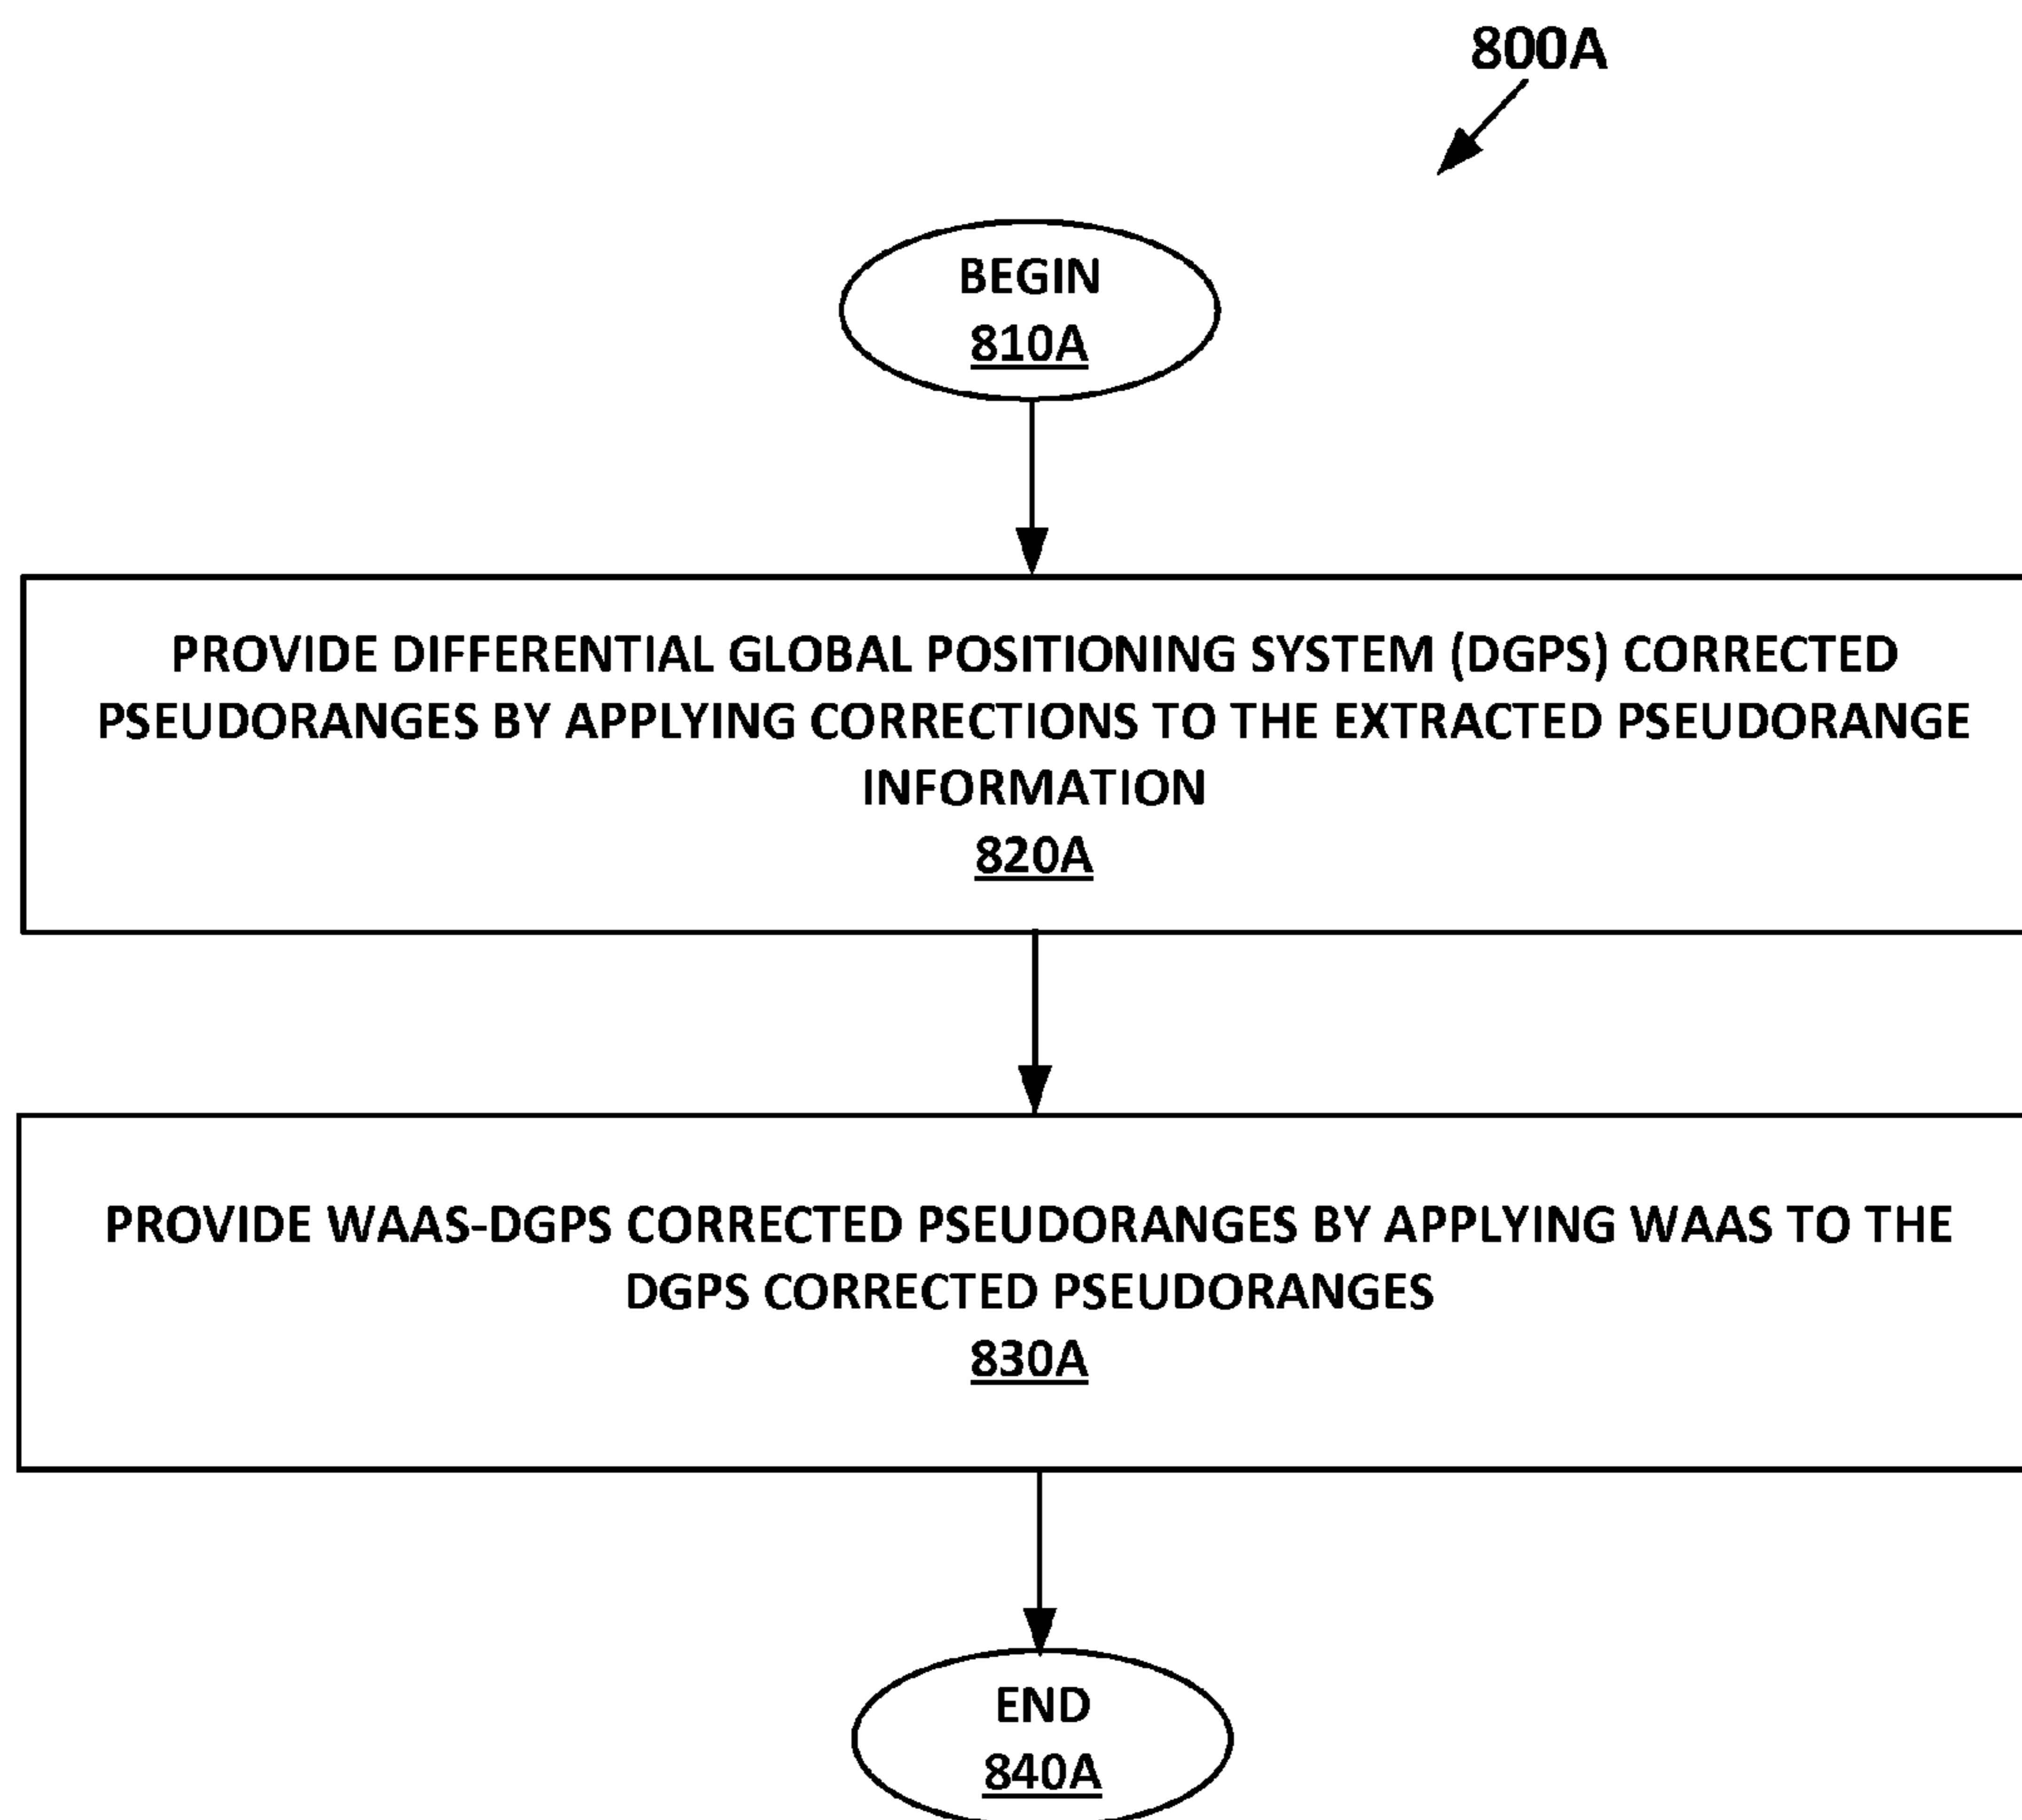 800A
BEGIN
810A
PROVIDE DIFFERENTIAL GLOBAL POSITIONING SYSTEM (DGPS) CORRECTED
PSEUDORANGES BY APPLYING CORRECTIONS TO THE EXTRACTED PSEUDORANGE
INFORMATION
820A
PROVIDE WAAS-DGPS CORRECTED PSEUDORANGES BY APPLYING WAAS TO THE
DGPS CORRECTED PSEUDORANGES
830A
END
840A